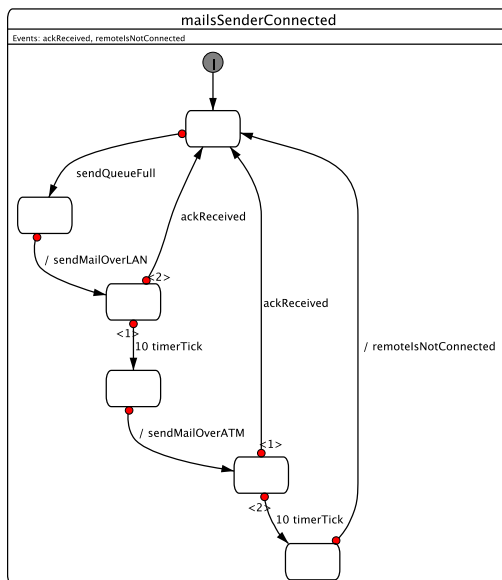 mailsSenderConnected
Events: ackReceived, remoteIsNotConnected
I
sendQueueFull
ackReceived
/ sendMailOverLAN
<2>
ackReceived
<1>
10 timerTick
/ remoteIsNotConnected
/ sendMailOverATM
<1>
<2>
10 timerTick